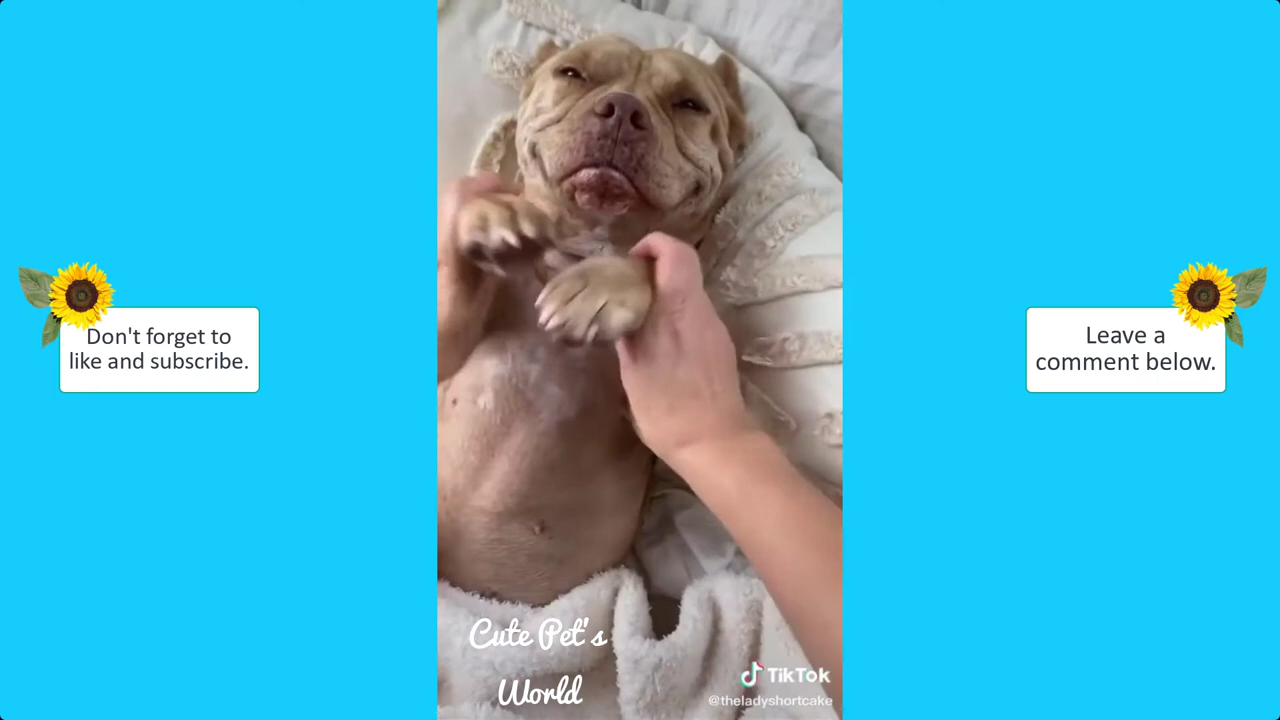 Don't forget to
like and subscribe.
Leave a
comment below.
Cute Pet's
World
TikTok
@theladyshortcake